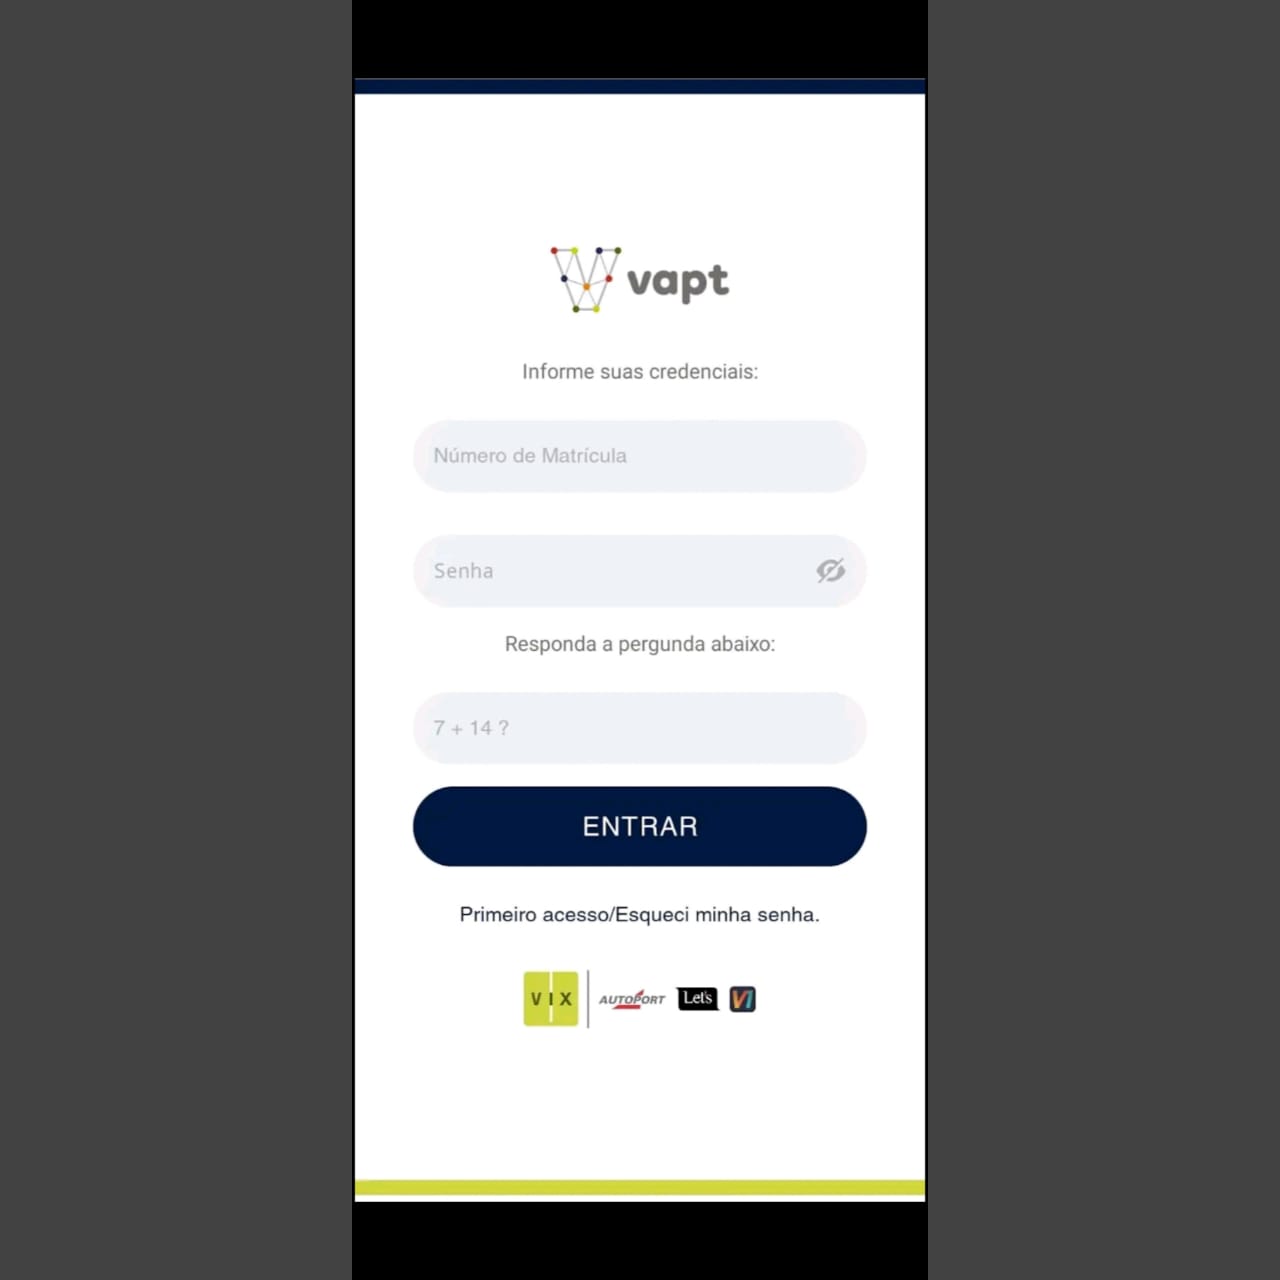 vapt
Informe suas credenciais:
Número de Matrícula
Senha
Responda a pergunda abaixo:
7 + 14 ?
ENTRAR
Primeiro acesso/Esqueci minha senha.
VIX AUTOPORT Let's VI